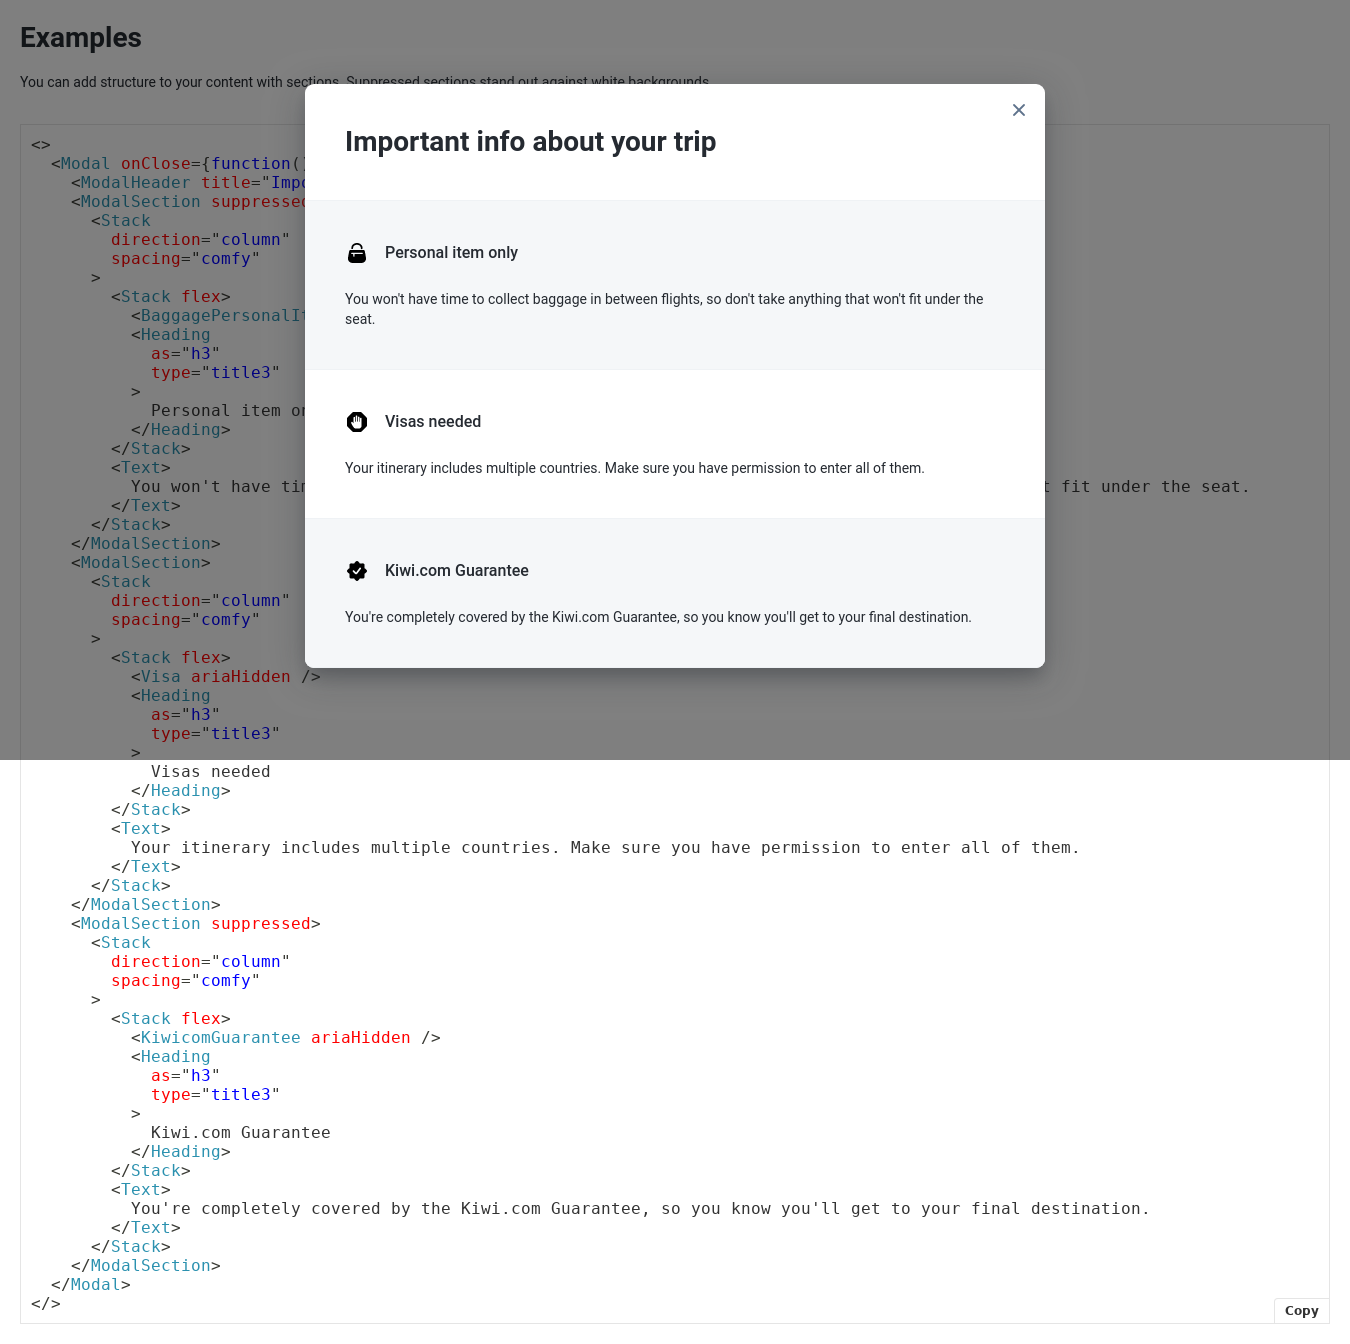 Examples
You can add structure to your content with sections. Suppressed sections stand out against white backgrounds.
Important info about your trip
Personal item only
You won't have time to collect baggage in between flights, so don't take anything that won't fit under the
seat.
Visas needed
Your itinerary includes multiple countries. Make sure you have permission to enter all of them.
Kiwi.com Guarantee
You're completely covered by the Kiwi.com Guarantee, so you know you'll get to your final destination.
<>
<Modal onClose={function(
<ModalHeader title="Impo
<ModalSection suppressed
<Stack
direction="column"
spacing="comfy"
>
<Stack flex>
<BaggagePersonalIt
<Heading
as="h3"
type="title3"
>
Personal item on
</Heading>
</Stack>
<Text>
You won't have tim t fit under the seat.
</Text>
</Stack>
</ModalSection>
<ModalSection>
<Stack
direction="column"
spacing="comfy"
>
<Stack flex>
<Visa ariaHidden />
<Heading
as="h3"
type="title3"
>
Visas needed
</Heading>
</Stack>
<Text>
Your itinerary includes multiple countries. Make sure you have permission to enter all of them.
</Text>
</Stack>
</ModalSection>
<ModalSection suppressed>
<Stack
direction="column"
spacing="comfy"
>
<Stack flex>
<KiwicomGuarantee ariaHidden />
<Heading
as="h3"
type="title3"
>
Kiwi.com Guarantee
</Heading>
</Stack>
<Text>
You're completely covered by the Kiwi.com Guarantee, so you know you'll get to your final destination.
</Text>
</Stack>
</ModalSection>
</Modal>
</>
Copy